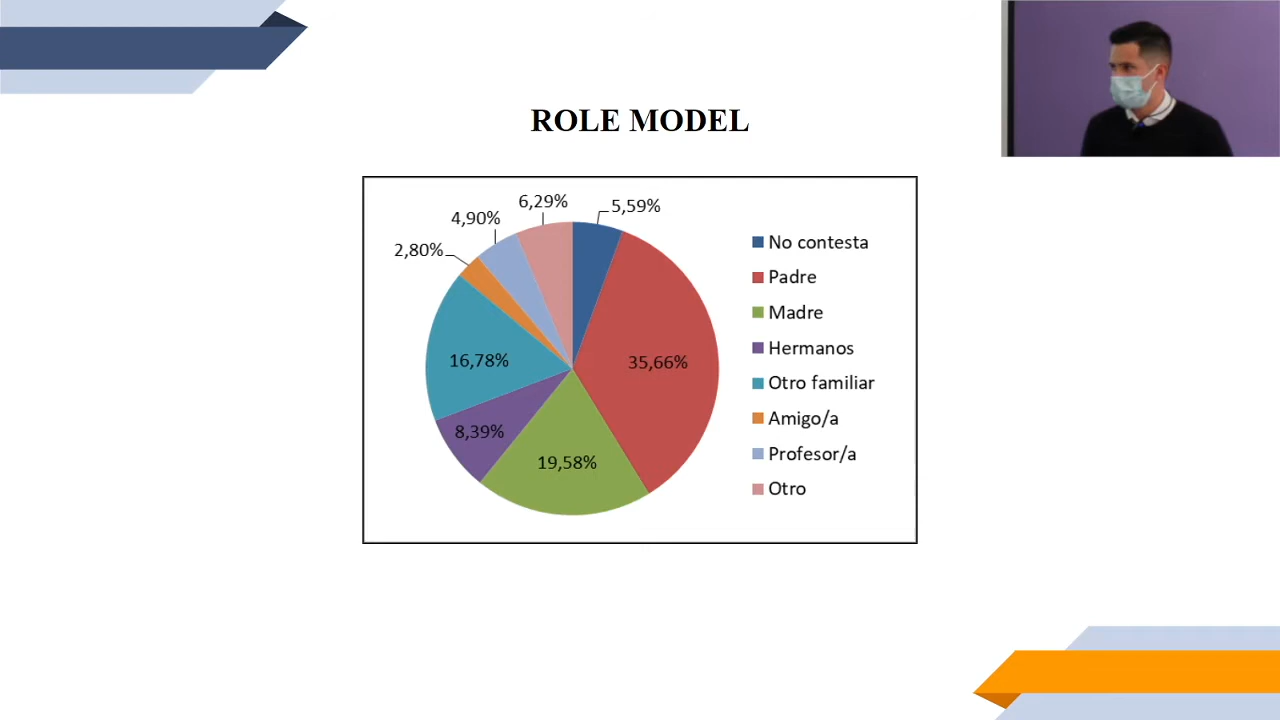 ROLE MODEL
6,29%
5,59%
4,90%
2,80%
16,78%
35,66%
8,39%
19,58%
No contesta
Padre
Madre
Hermanos
Otro familiar
Amigo/a
Profesor/a
Otro